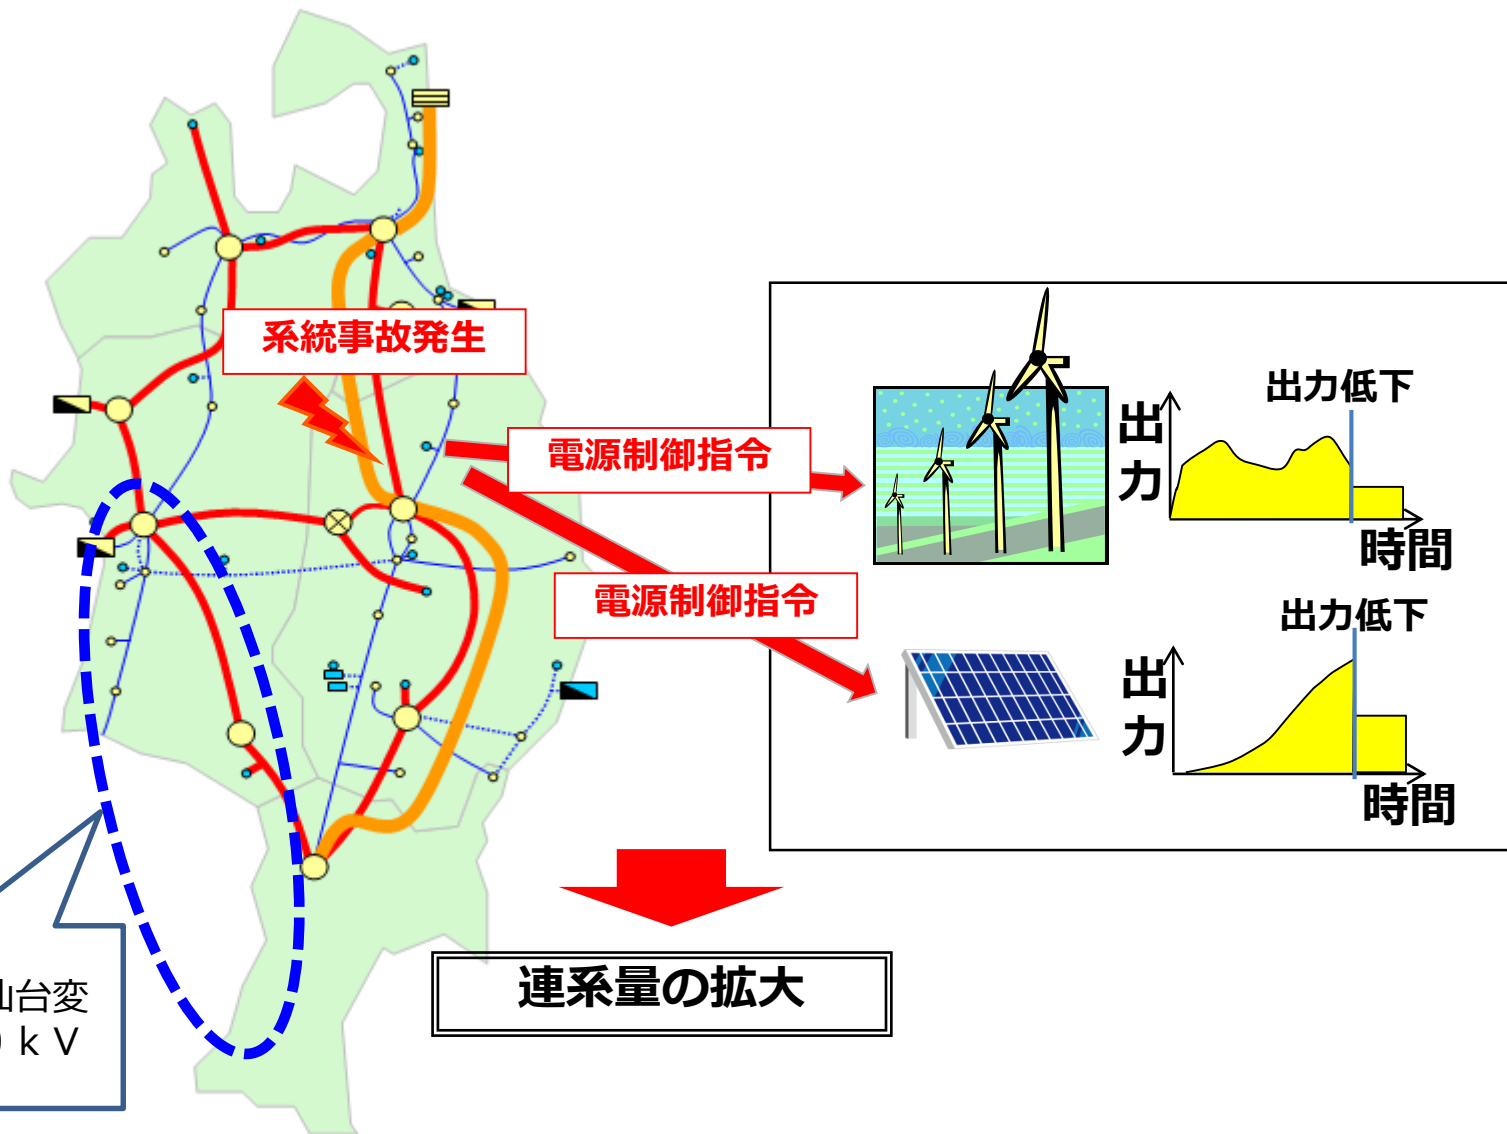 系統事故発生
電源制御指令
電源制御指令
出力
出力低下
時間
出力
出力低下
時間
台変
kV
連系量の拡大